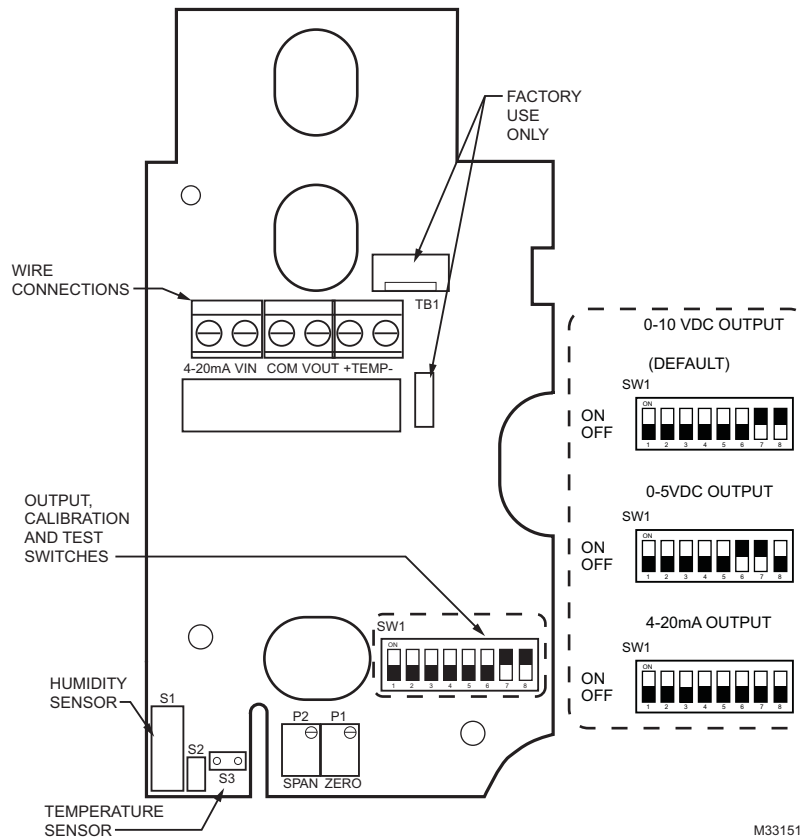 FACTORY
USE
ONLY
WIRE
CONNECTIONS
TB1
4-20mA VIN COM VOUT +TEMP-
0-10 VDC OUTPUT
(DEFAULT)
SW1
ON
OFF
ON
1 2 3 4 5 6 7 8
0-5VDC OUTPUT
SW1
ON
OFF
ON
1 2 3 4 5 6 7 8
4-20mA OUTPUT
SW1
ON
OFF
ON
1 2 3 4 5 6 7 8
OUTPUT,
CALIBRATION
AND TEST
SWITCHES
SW1
ON
1 2 3 4 5 6 7 8
HUMIDITY
SENSOR
S1
S2
S3
P2 P1
SPAN ZERO
TEMPERATURE
SENSOR
M33151